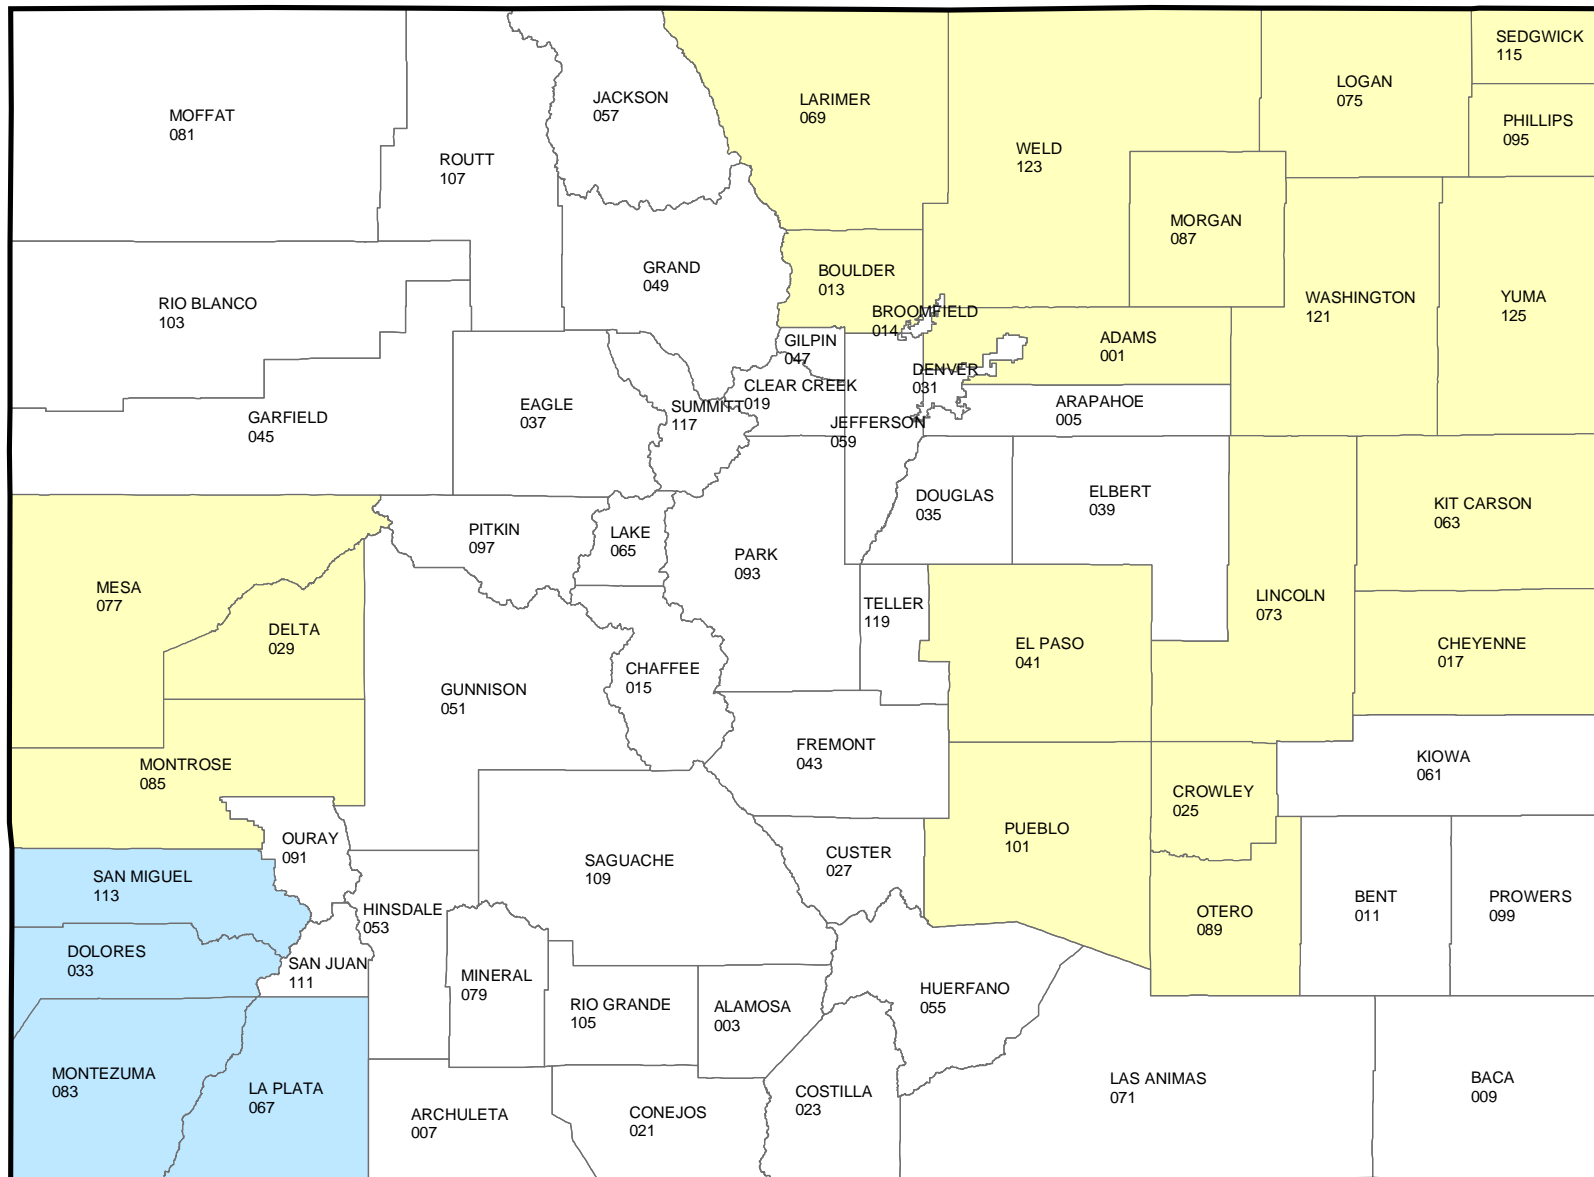 SEDGWICK
115
LOGAN
075
JACKSON
057
LARIMER
069
MOFFAT
081
PHILLIPS
095
WELD
123
ROUTT
107
MORGAN
087
GRAND
049
BOULDER
013
RIO BLANCO
103
WASHINGTON
121
YUMA
125
BROOMFIELD
014
ADAMS
001
GILPIN
047
DENVER
031
CLEAR CREEK
019
ARAPAHOE
005
EAGLE
037
SUMMITT
117
GARFIELD
045
JEFFERSON
059
DOUGLAS
035
ELBERT
039
KIT CARSON
063
PITKIN
097
LAKE
065
PARK
093
MESA
077
TELLER
119
LINCOLN
073
DELTA
029
EL PASO
041
CHEYENNE
017
CHAFFEE
015
GUNNISON
051
FREMONT
043
KIOWA
061
MONTROSE
085
CROWLEY
025
PUEBLO
101
OURAY
091
CUSTER
027
SAGUACHE
109
SAN MIGUEL
113
BENT
011
PROWERS
099
HINSDALE
053
OTERO
089
DOLORES
033
SAN JUAN
111
MINERAL
079
HUERFANO
055
RIO GRANDE
105
ALAMOSA
003
MONTEZUMA
083
LA PLATA
067
LAS ANIMAS
071
BACA
009
COSTILLA
023
ARCHULETA
007
CONEJOS
021